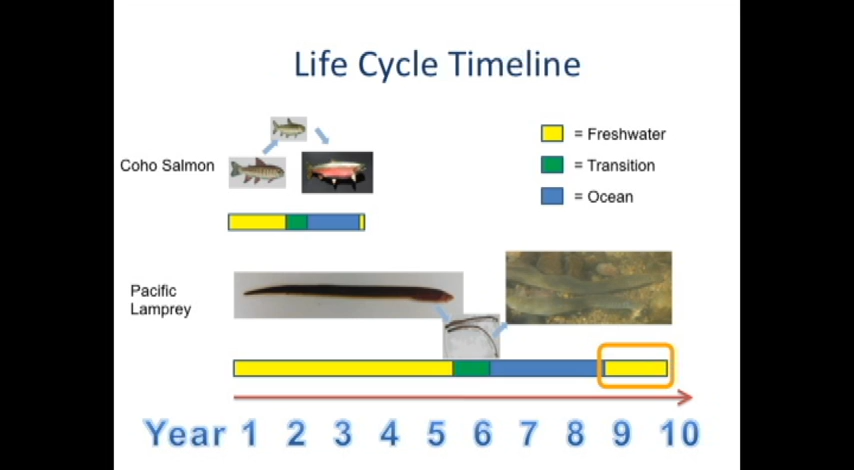 Life Cycle Timeline
Coho Salmon
= Freshwater
= Transition
= Ocean
Pacific
Lamprey
Year 1 2 3 4 5 6 7 8 9 10